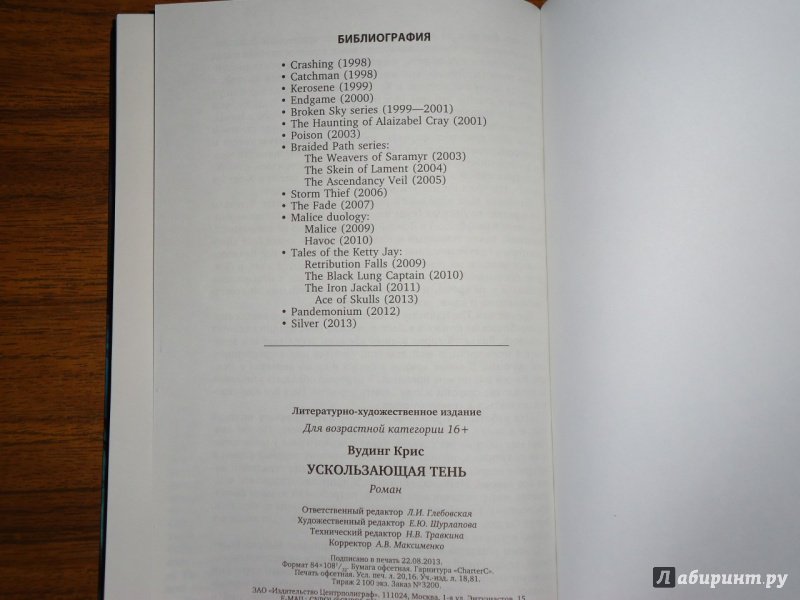 БИБЛИОГРАФИЯ
• Crashing (1998)
• Catchman (1998)
• Kerosene (1999)
• Endgame (2000)
• Broken Sky series (1999—2001)
• The Haunting of Alaizabel Cray (2001)
• Poison (2003)
• Braided Path series:
The Weavers of Saramyr (2003)
The Skein of Lament (2004)
The Ascendancy Veil (2005)
• Storm Thief (2006)
• The Fade (2007)
• Malice duology:
Malice (2009)
Havoc (2010)
• Tales of the Ketty Jay:
Retribution Falls (2009)
The Black Lung Captain (2010)
The Iron Jackal (2011)
Ace of Skulls (2013)
• Pandemonium (2012)
• Silver (2013)
Литературно-художественное издание
Для возрастной категории 16+
Вудинг Крис
УСКОЛЬЗАЮЩАЯ ТЕНЬ
Роман
Ответственный редактор Л.И. Глебовская
Художественный редактор Е.Ю. Шурлапова
Технический редактор Н.В. Травкина
Корректор А.В. Максименко
Подписано в печать 22.08.2013.
Формат 84×108¹/₃₂. Бумага офсетная. Гарнитура «CharterC».
Печать офсетная. Усл. печ. л. 20,16. Уч.-изд. л. 18,81.
Тираж 2 100 экз. Заказ №3200.
ЗАО «Издательство Центрполиграф», 111024, Москва, 1-я ул. Энтузиастов, 15
E-MAIL:
Лабиринт.ру